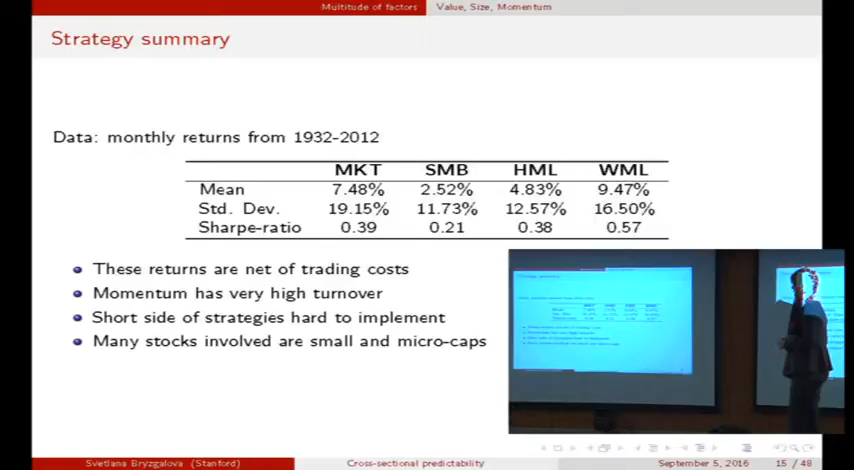 Multitude of factors Value, Size, Momentum
Strategy summary
Data: monthly returns from 1932-2012
MKT SMB HML WML
Mean 7.48% 2.52% 4.83% 9.47%
Std. Dev. 19.15% 11.73% 12.57% 16.50%
Sharpe-ratio 0.39 0.21 0.38 0.57
These returns are net of trading costs
Momentum has very high turnover
Short side of strategies hard to implement
Many stocks involved are small and micro-caps
Strategy summary
Svetlana Bryzgalova (Stanford) Cross-sectional predictability September 5, 2016 15 / 48